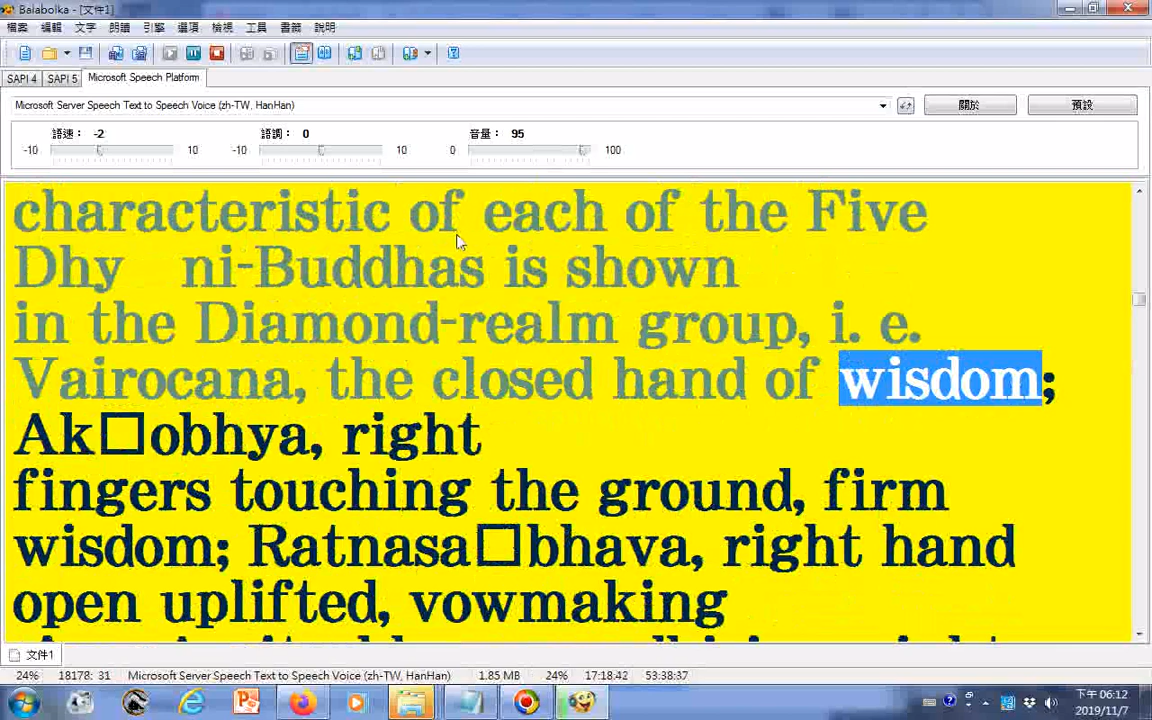 Balabolka - [文件1]
檔案 編輯 文字 朗讀 引擎 選項 檢視 工具 書籤 說明
SAPI 4 SAPI 5 Microsoft Speech Platform
Microsoft Server Speech Text to Speech Voice (zh-TW, HanHan) 關於 預設
語速： -2 語調： 0 音量： 95
-10 10 -10 10 0 100
characteristic of each of the Five
Dhy ni-Buddhas is shown
in the Diamond-realm group, i. e.
Vairocana, the closed hand of wisdom;
Ak□obhya, right
fingers touching the ground, firm
wisdom; Ratnasa□bhava, right hand
open uplifted, vowmaking
文件1
24% 18178: 31 Microsoft Server Speech Text to Speech Voice (zh-TW, HanHan) 1.85 MB 24% 17:18:42 53:38:37
下午 06:12
2019/11/7